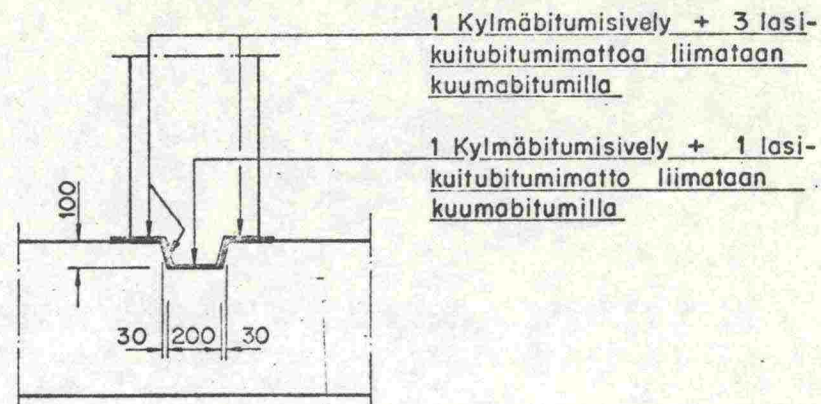 1 Kylmäbitumisively + 3 lasi-
kuitubitumimattoa liimataan
kuumabitumilla
1 Kylmäbitumisively + 1 lasi-
kuitubitumimatto liimataan
kuumabitumilla
100
30 200 30